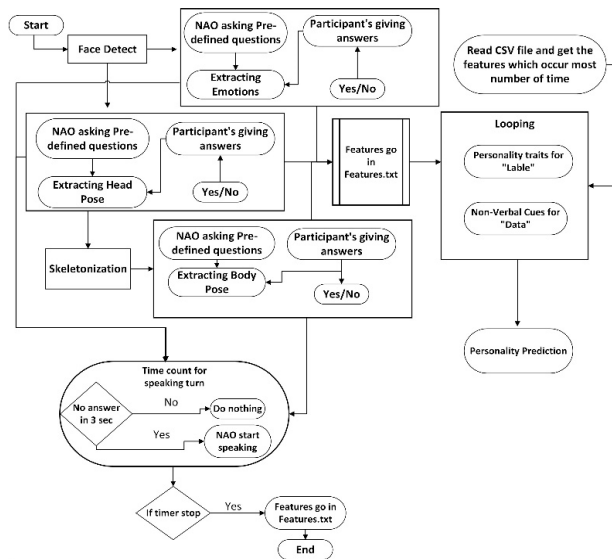 Start
Face Detect
NAO asking Pre-
defined questions
Participant's giving
answers
Extracting
Emotions
Yes/No
Read CSV file and get the
features which occur most
number of time
NAO asking Pre-
defined questions
Participant's giving
answers
Extracting Head
Pose
Yes/No
Features go
in
Features.txt
Looping
Personality traits for
"Lable"
Non-Verbal Cues for
"Data"
Skeletonization
NAO asking Pre-
defined questions
Participant's giving
answers
Extracting Body
Pose
Yes/No
Personality Prediction
Time count for
speaking turn
No answer
in 3 sec
No
Do nothing
Yes
NAO start
speaking
If timer stop
Yes
Features go in
Features.txt
End